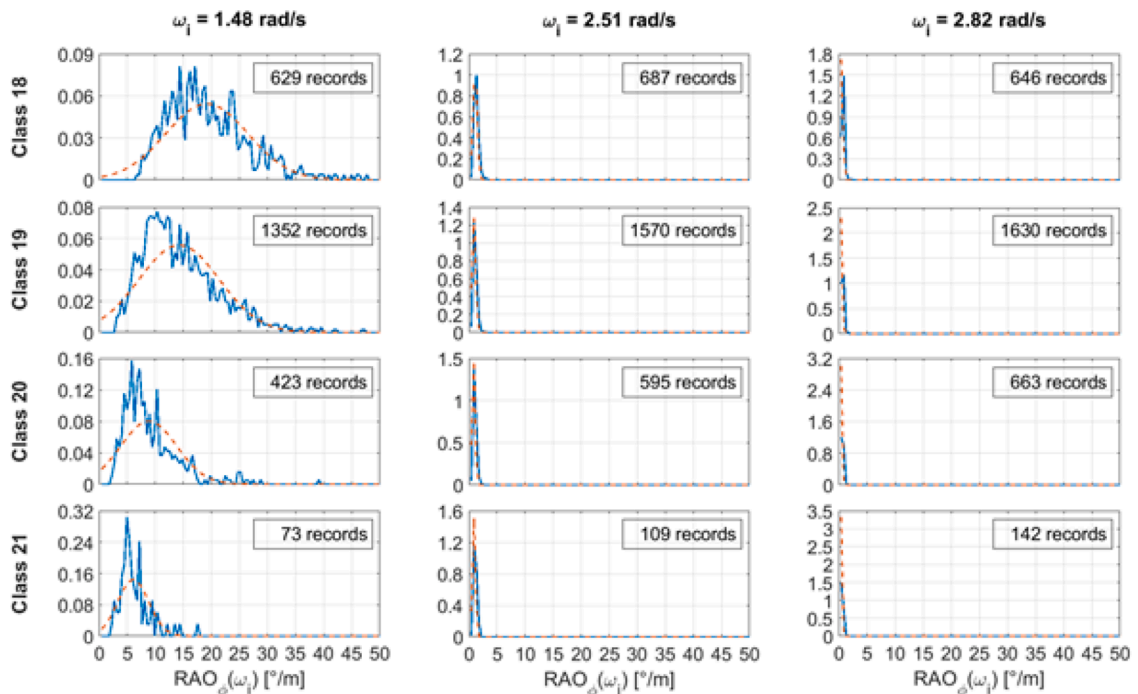 ω_i = 1.48 rad/s
ω_i = 2.51 rad/s
ω_i = 2.82 rad/s
Class 18
0.09
0.06
0.03
0
629 records
1.2
1
0.8
0.6
0.4
0.2
0
687 records
1.8
1.5
1.2
0.9
0.6
0.3
0
646 records
Class 19
0.08
0.06
0.04
0.02
0
1352 records
1.4
1.2
1
0.8
0.6
0.4
0.2
0
1570 records
2.5
2
1.5
1
0.5
0
1630 records
Class 20
0.16
0.12
0.08
0.04
0
423 records
1.5
1
0.5
0
595 records
3.2
2.4
1.6
0.8
0
663 records
Class 21
0.32
0.24
0.16
0.08
0
73 records
1.6
1.2
0.8
0.4
0
109 records
3.5
3
2.5
2
1.5
1
0.5
0
142 records
0 5 10 15 20 25 30 35 40 45 50
0 5 10 15 20 25 30 35 40 45 50
0 5 10 15 20 25 30 35 40 45 50
RAO_ϕ(ω_i) [°/m]
RAO_ϕ(ω_i) [°/m]
RAO_ϕ(ω_i) [°/m]